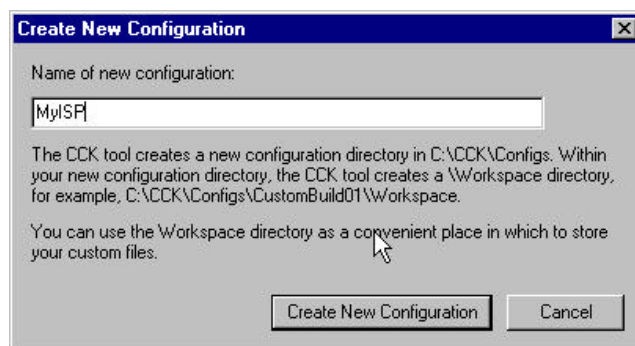 Create New Configuration
Name of new configuration:
MyISP
The CCK tool creates a new configuration directory in C:\CCK\Configs. Within
your new configuration directory, the CCK tool creates a \Workspace directory,
for example, C:\CCK\Configs\CustomBuild01\Workspace.
You can use the Workspace directory as a convenient place in which to store
your custom files.
Create New Configuration Cancel